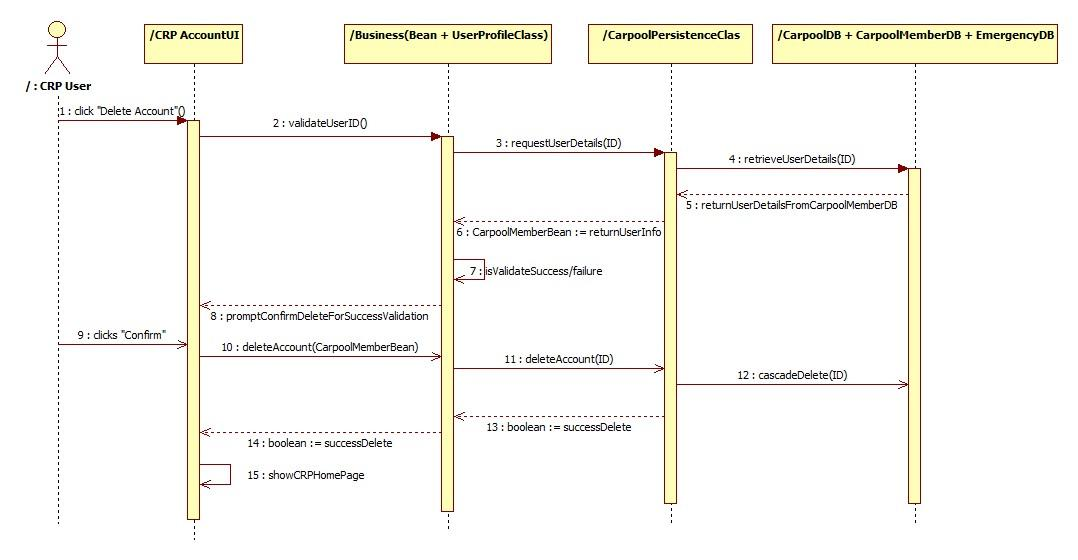 /CRP AccountUI
/Business(Bean + UserProfileClass)
/CarpoolPersistenceClas
/CarpoolDB + CarpoolMemberDB + EmergencyDB
/ : CRP User
1 : click "Delete Account"()
2 : validateUserID()
3 : requestUserDetails(ID)
4 : retrieveUserDetails(ID)
5 : returnUserDetailsFromCarpoolMemberDB
6 : CarpoolMemberBean := returnUserInfo
7 : isValidateSuccess/failure
8 : promptConfirmDeleteForSuccessValidation
9 : clicks "Confirm"
10 : deleteAccount(CarpoolMemberBean)
11 : deleteAccount(ID)
12 : cascadeDelete(ID)
13 : boolean := successDelete
14 : boolean := successDelete
15 : showCRPHomePage